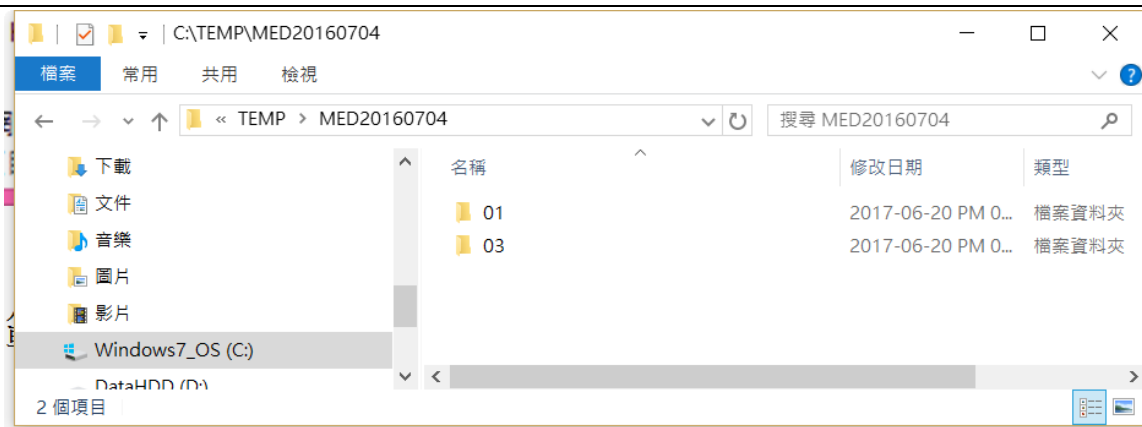 C:\TEMP\MED20160704
檔案 常用 共用 檢視
« TEMP > MED20160704 搜尋 MED20160704
下載
文件
音樂
圖片
影片
Windows7_OS (C:)
DataHDD (D:)
名稱 修改日期 類型
01 2017-06-20 PM 0... 檔案資料夾
03 2017-06-20 PM 0... 檔案資料夾
2 個項目